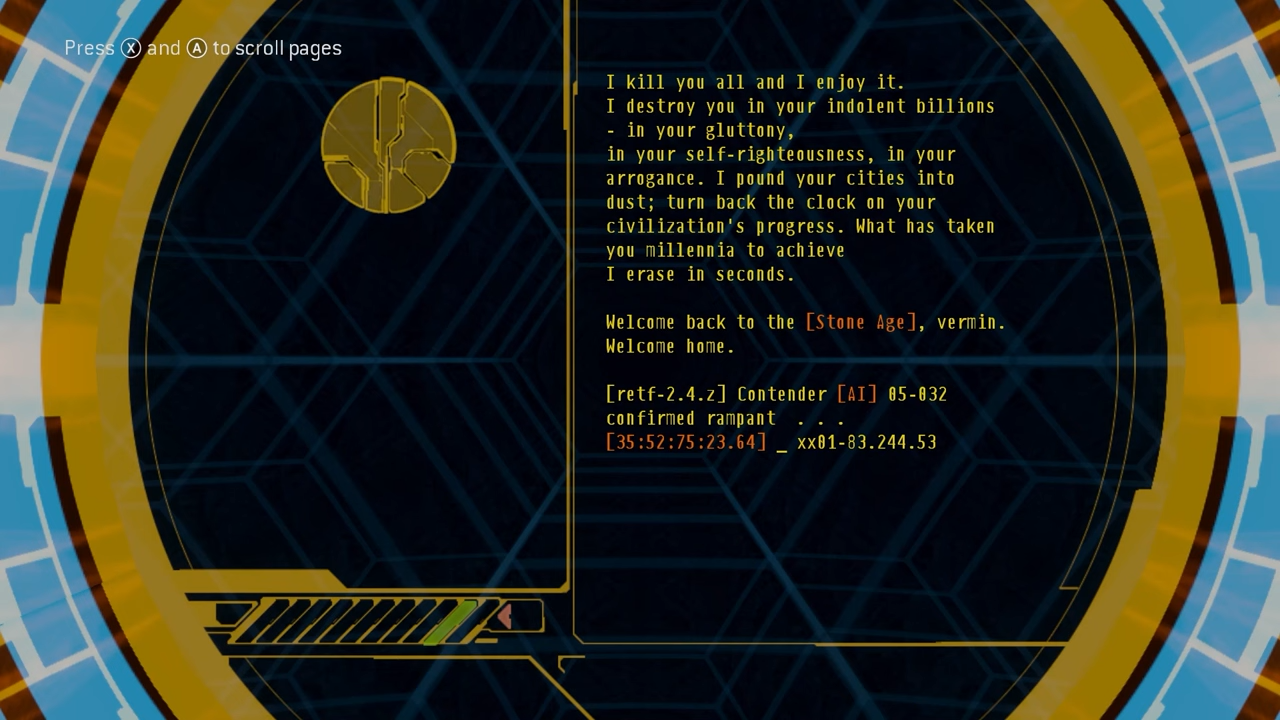 Press X and A to scroll pages
I kill you all and I enjoy it.
I destroy you in your indolent billions
- in your gluttony,
in your self-righteousness, in your
arrogance. I pound your cities into
dust; turn back the clock on your
civilization's progress. What has taken
you millennia to achieve
I erase in seconds.
Welcome back to the [Stone Age], vermin.
Welcome home.
[retf-2.4.z] Contender [AI] 05-032
confirmed rampant . . .
[35:52:75:23.64] _ xx01-83.244.53